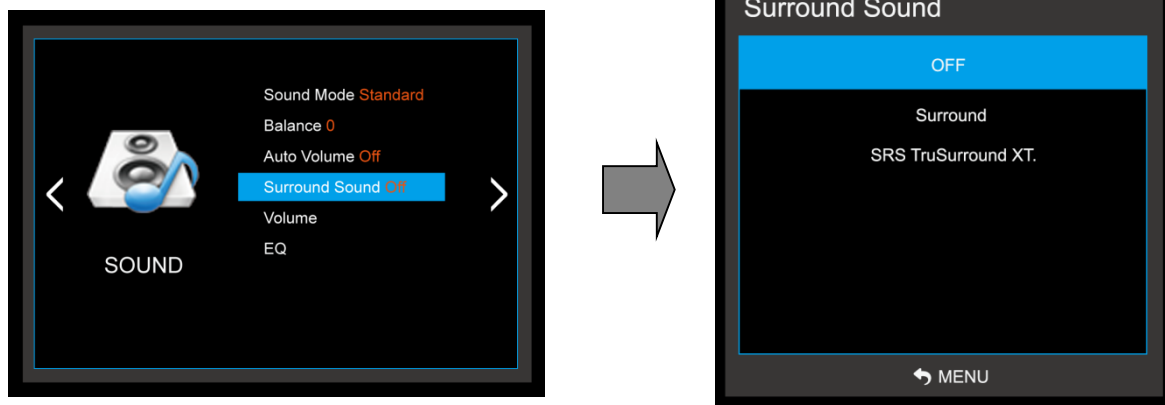 Sound Mode Standard
Balance 0
Auto Volume Off
Surround Sound Off
Volume
EQ
SOUND
Surround Sound
OFF
Surround
SRS TruSurround XT.
MENU